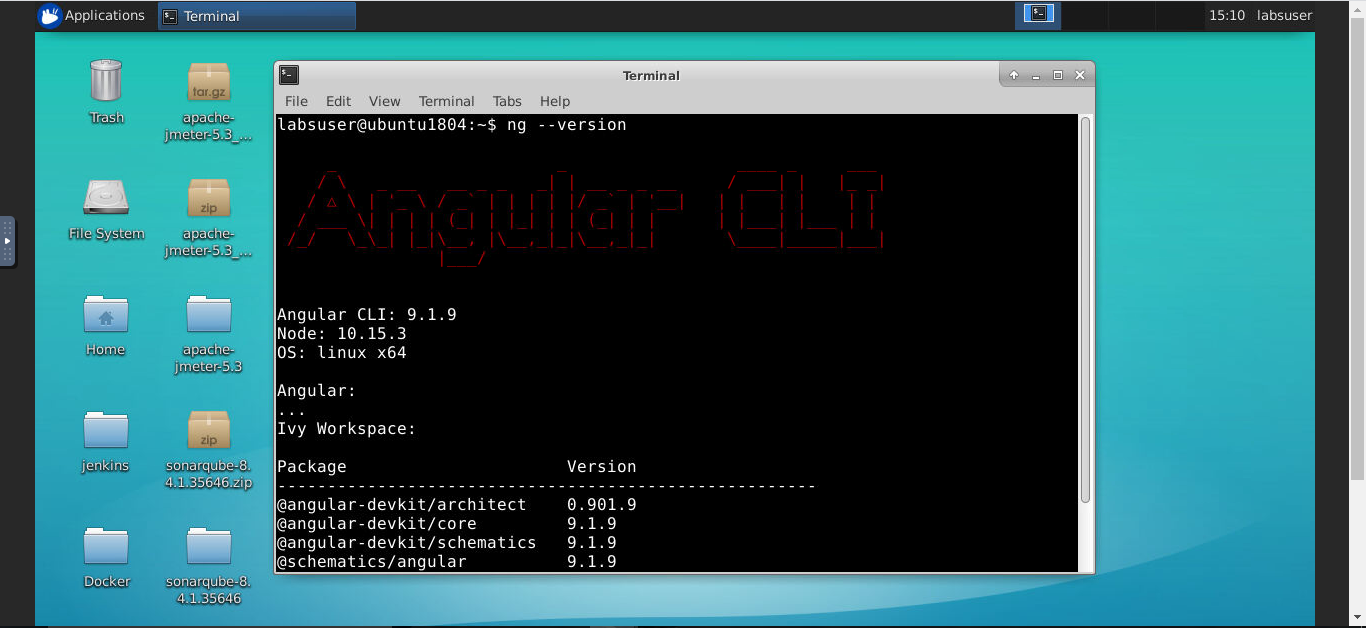 Applications
Terminal
15:10 labsuser
Trash
tar.gz
apache-
jmeter-5.3_...
File System
zip
apache-
jmeter-5.3_...
Home
apache-
jmeter-5.3
jenkins
zip
sonarqube-8.
4.1.35646.zip
Docker
sonarqube-8.
4.1.35646
Terminal
File Edit View Terminal Tabs Help
labsuser@ubuntu1804:~$ ng --version
Angular CLI
Angular CLI: 9.1.9
Node: 10.15.3
OS: linux x64
Angular:
...
Ivy Workspace:
Package Version
------------------------------------------------------
@angular-devkit/architect 0.901.9
@angular-devkit/core 9.1.9
@angular-devkit/schematics 9.1.9
@schematics/angular 9.1.9